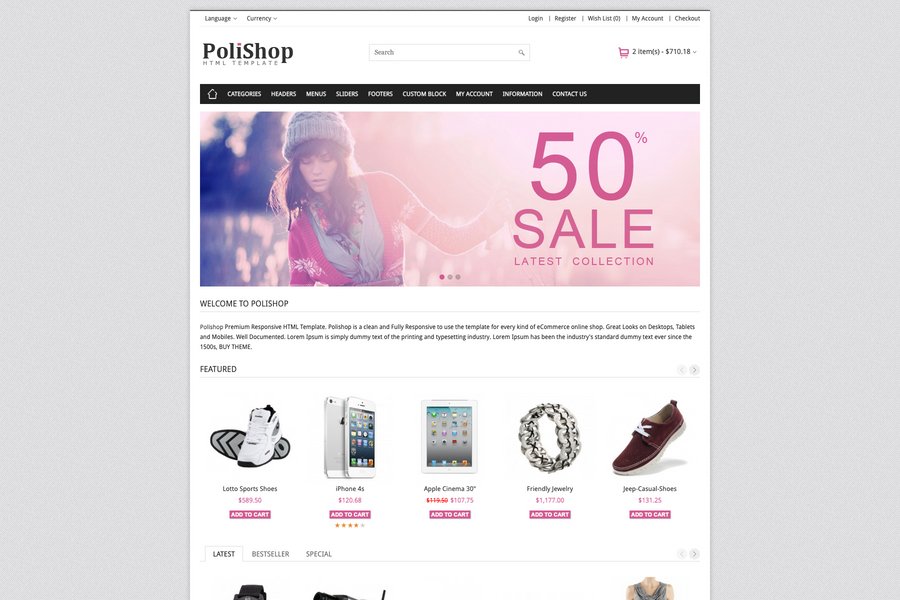 Language Currency Login | Register | Wish List (0) | My Account | Checkout
PoliShop
HTML TEMPLATE
Search
2 item(s) - $710.18
CATEGORIES HEADERS MENUS SLIDERS FOOTERS CUSTOM BLOCK MY ACCOUNT INFORMATION CONTACT US
50%
SALE
LATEST COLLECTION
WELCOME TO POLISHOP
Polishop Premium Responsive HTML Template. Polishop is a clean and Fully Responsive to use the template for every kind of eCommerce online shop. Great Looks on Desktops, Tablets
and Mobiles. Well Documented. Lorem Ipsum is simply dummy text of the printing and typesetting industry. Lorem Ipsum has been the industry's standard dummy text ever since the
1500s, BUY THEME.
FEATURED
Lotto Sports Shoes iPhone 4s Apple Cinema 30" Friendly Jewelry Jeep-Casual-Shoes
$589.50 $120.68 $119.50 $107.75 $1,177.00 $131.25
ADD TO CART ADD TO CART ADD TO CART ADD TO CART ADD TO CART
LATEST BESTSELLER SPECIAL